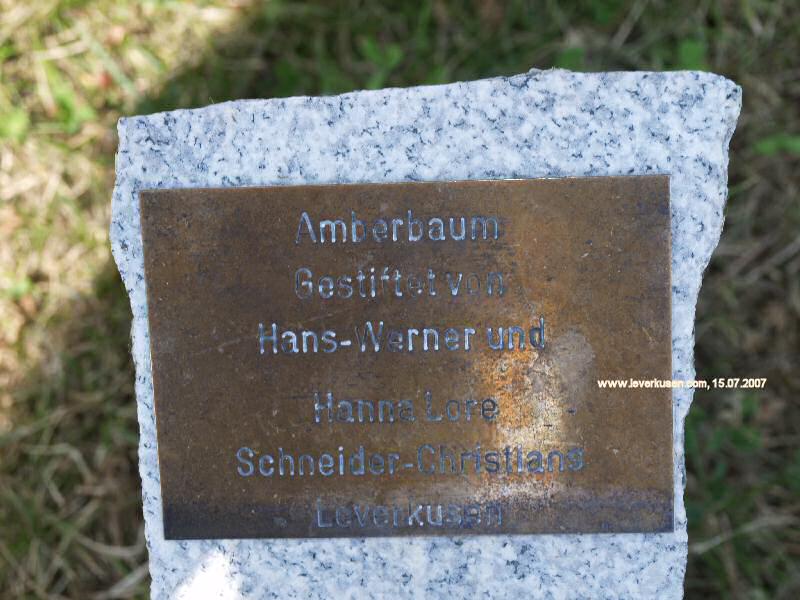 Amberbaum
Gestiftet von
Hans-Werner und
Hanna Lore
Schneider-Christians
Leverkusen
www.leverkusen.com, 15.07.2007